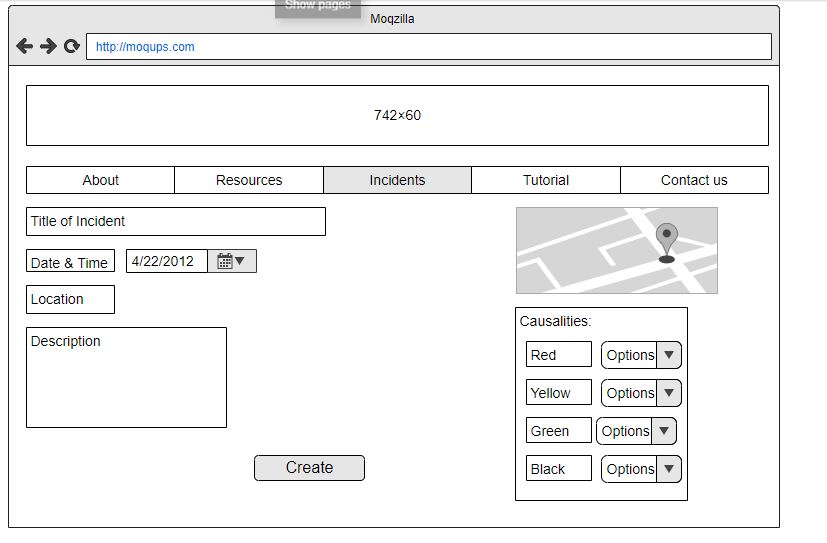 Show pages
Moqzilla
http://moqups.com
742×60
About Resources Incidents Tutorial Contact us
Title of Incident
Date & Time 4/22/2012
Location
Description
Create
Causalities:
Red Options
Yellow Options
Green Options
Black Options